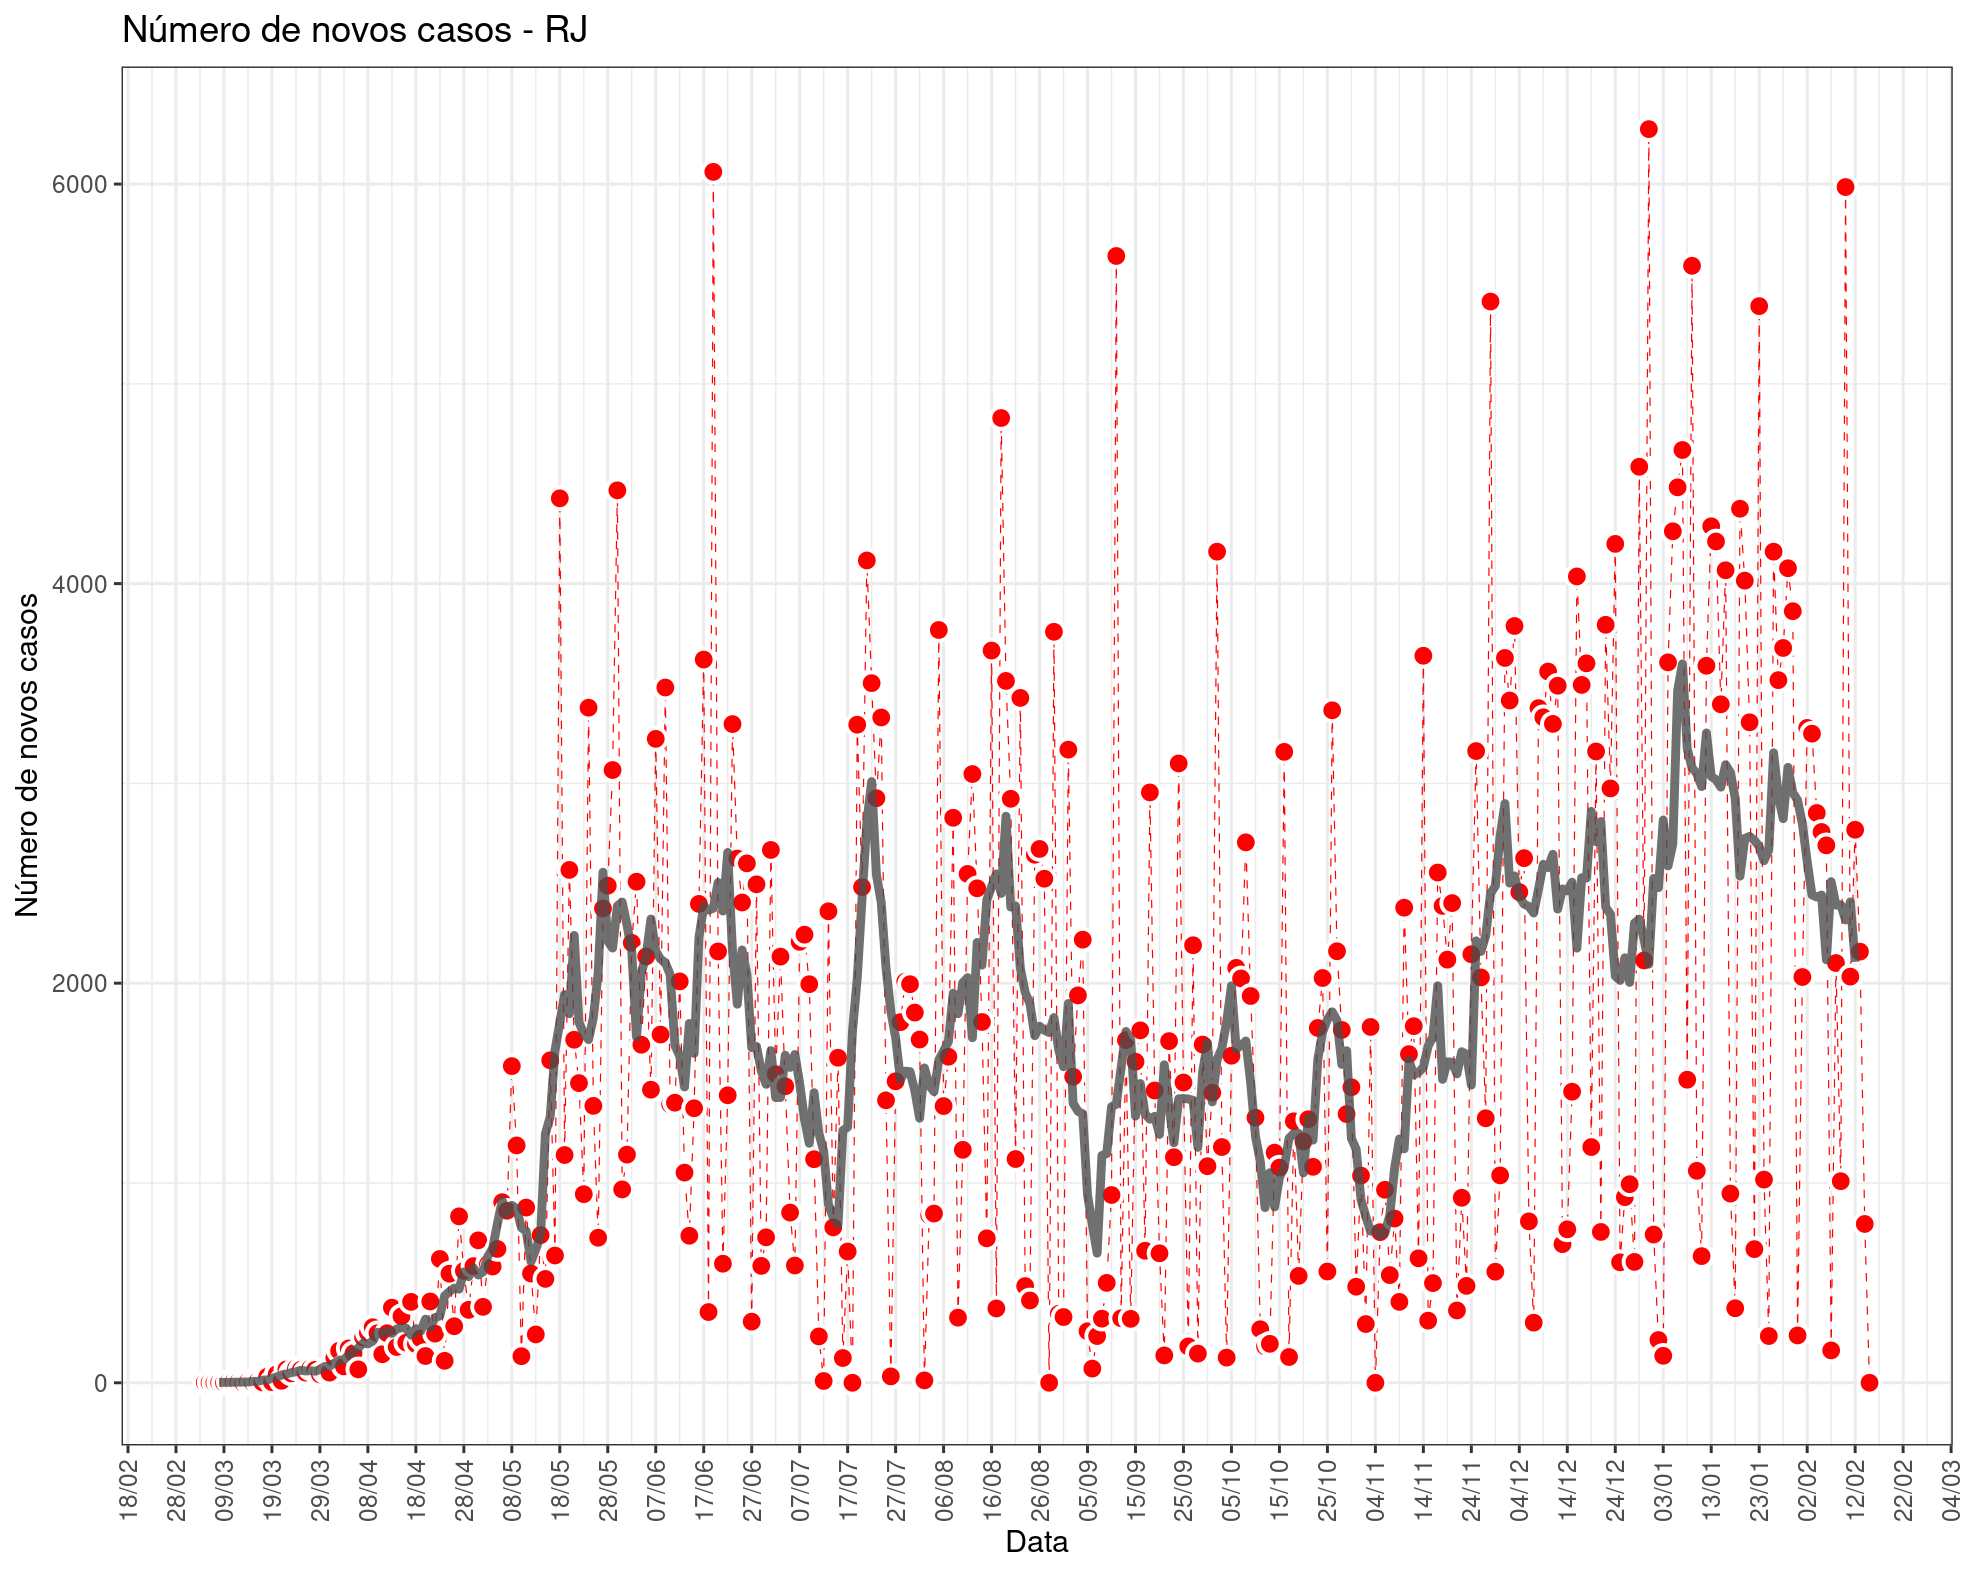 Número de novos casos - RJ
Número de novos casos
6000
4000
2000
0
18/02 28/02 09/03 19/03 29/03 08/04 18/04 28/04 08/05 18/05 28/05 07/06 17/06 27/06 07/07 17/07 27/07 06/08 16/08 26/08 05/09 15/09 25/09 05/10 15/10 25/10 04/11 14/11 24/11 04/12 14/12 24/12 03/01 13/01 23/01 02/02 12/02 22/02 04/03
Data